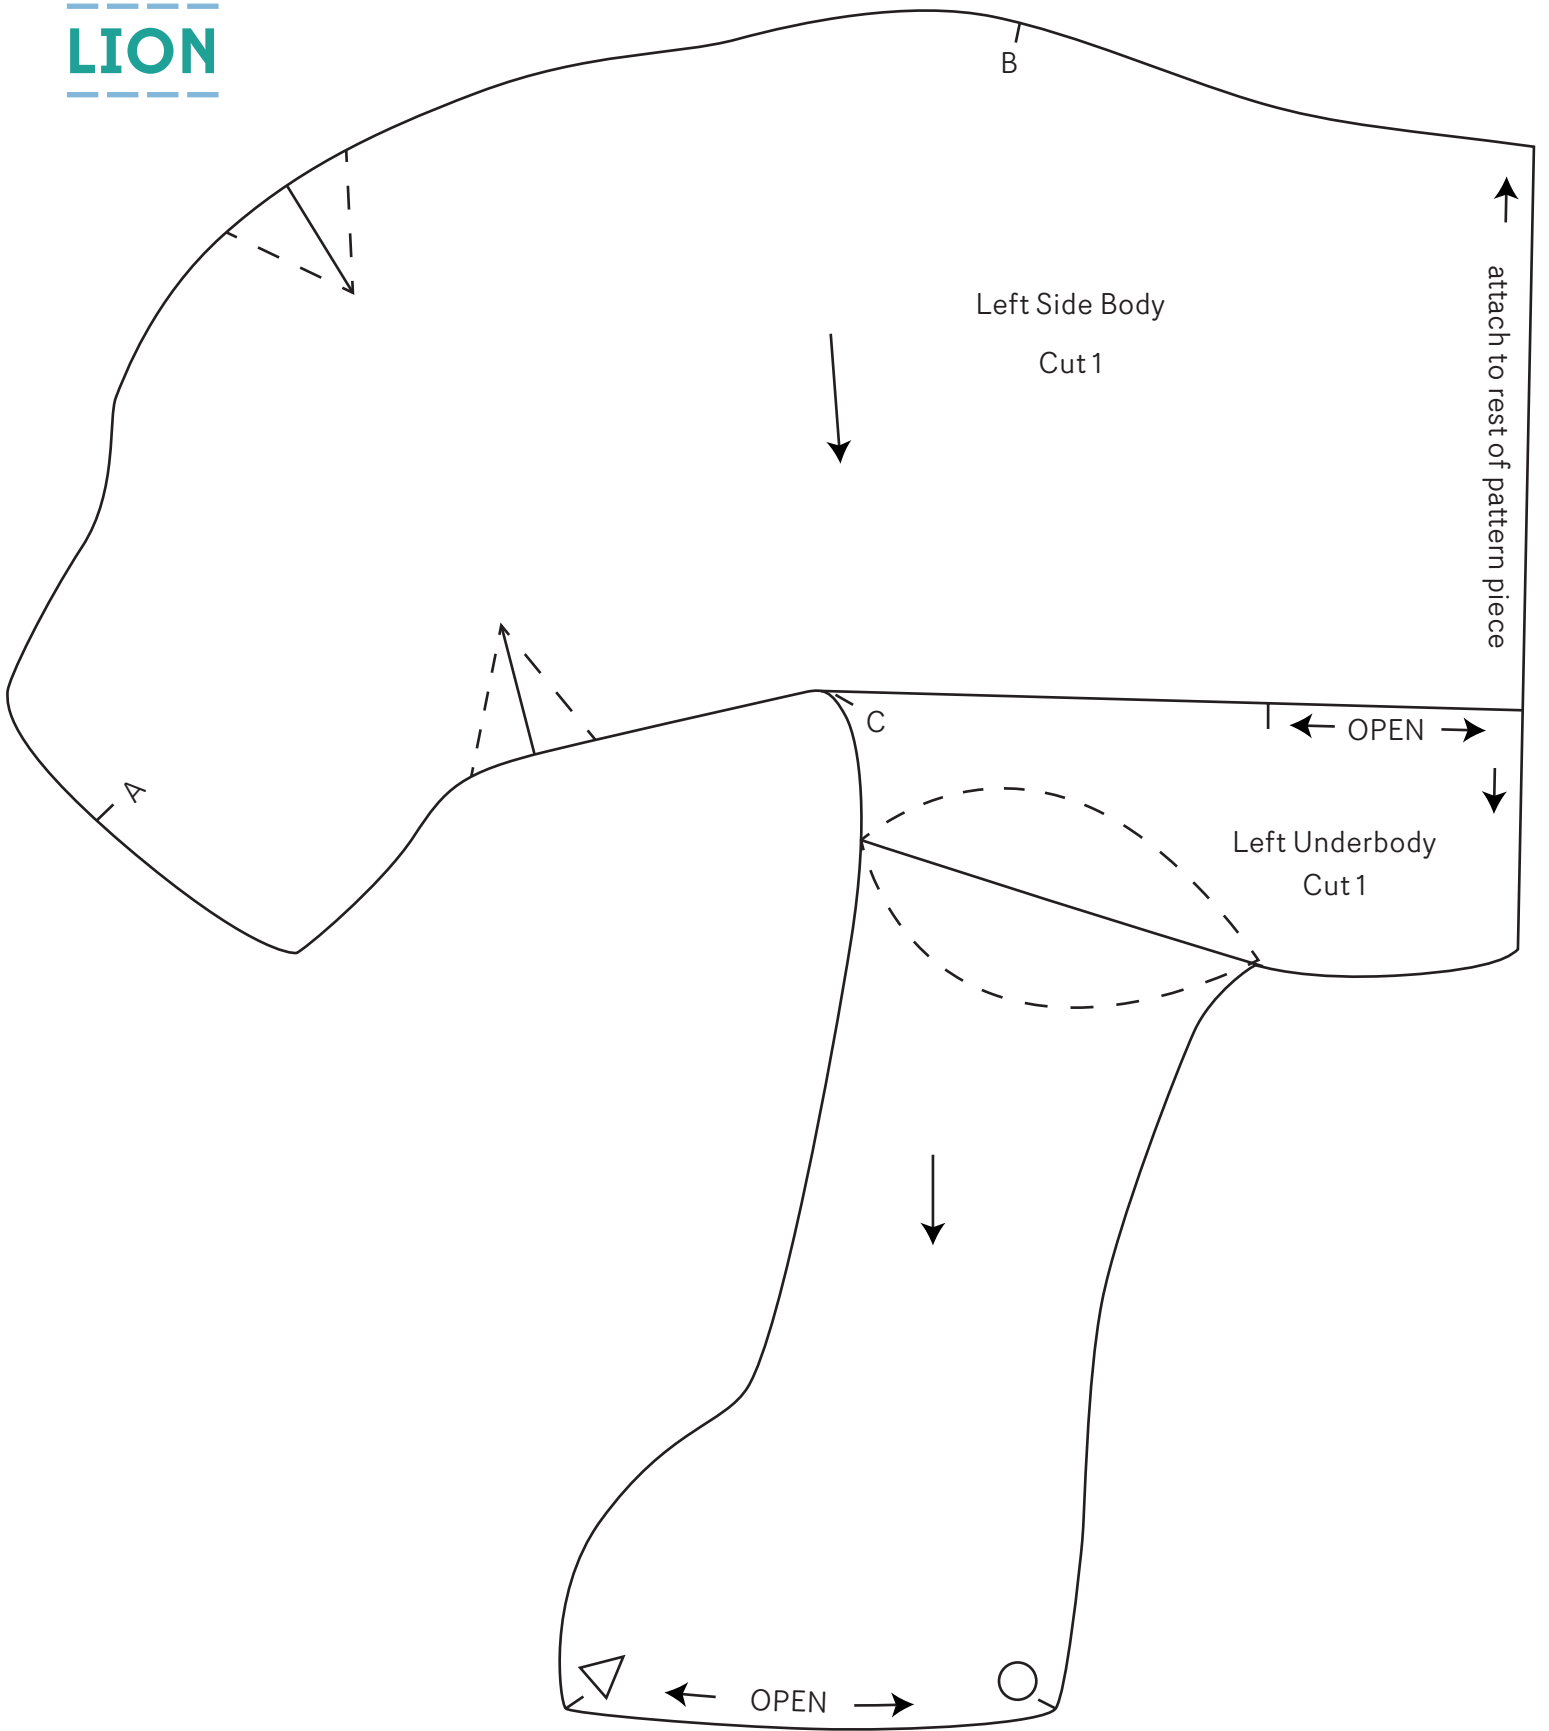 LION
B
Left Side Body
Cut 1
attach to rest of pattern piece
C
OPEN
A
Left Underbody
Cut 1
OPEN